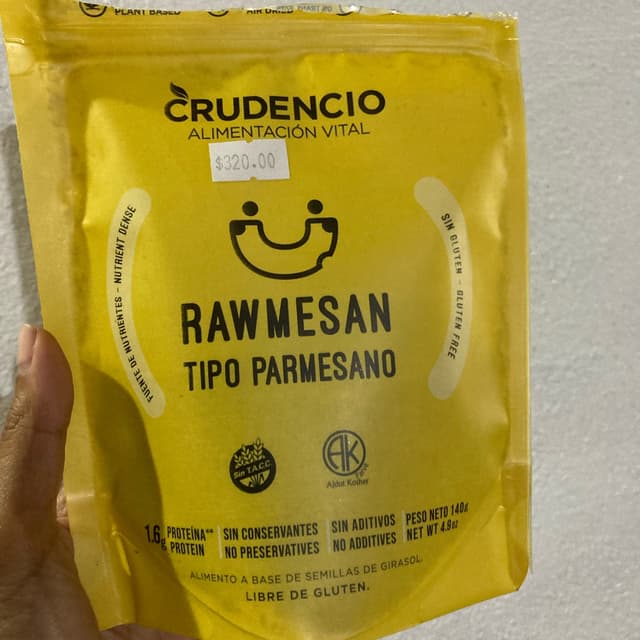 PLANT BASED
AIR DRIED
CRUDENCIO
ALIMENTACIÓN VITAL
$320.00
FUENTE DE NUTRIENTES - NUTRIENT DENSE
SIN GLUTEN - GLUTEN FREE
RAWMESAN
TIPO PARMESANO
Sin T.A.C.C.
AK
Parve
Ajdut Kosher
1.6g PROTEÍNA** PROTEIN
SIN CONSERVANTES
NO PRESERVATIVES
SIN ADITIVOS
NO ADDITIVES
PESO NETO 140g
NET WT 4.9oz
ALIMENTO A BASE DE SEMILLAS DE GIRASOL.
LIBRE DE GLUTEN.